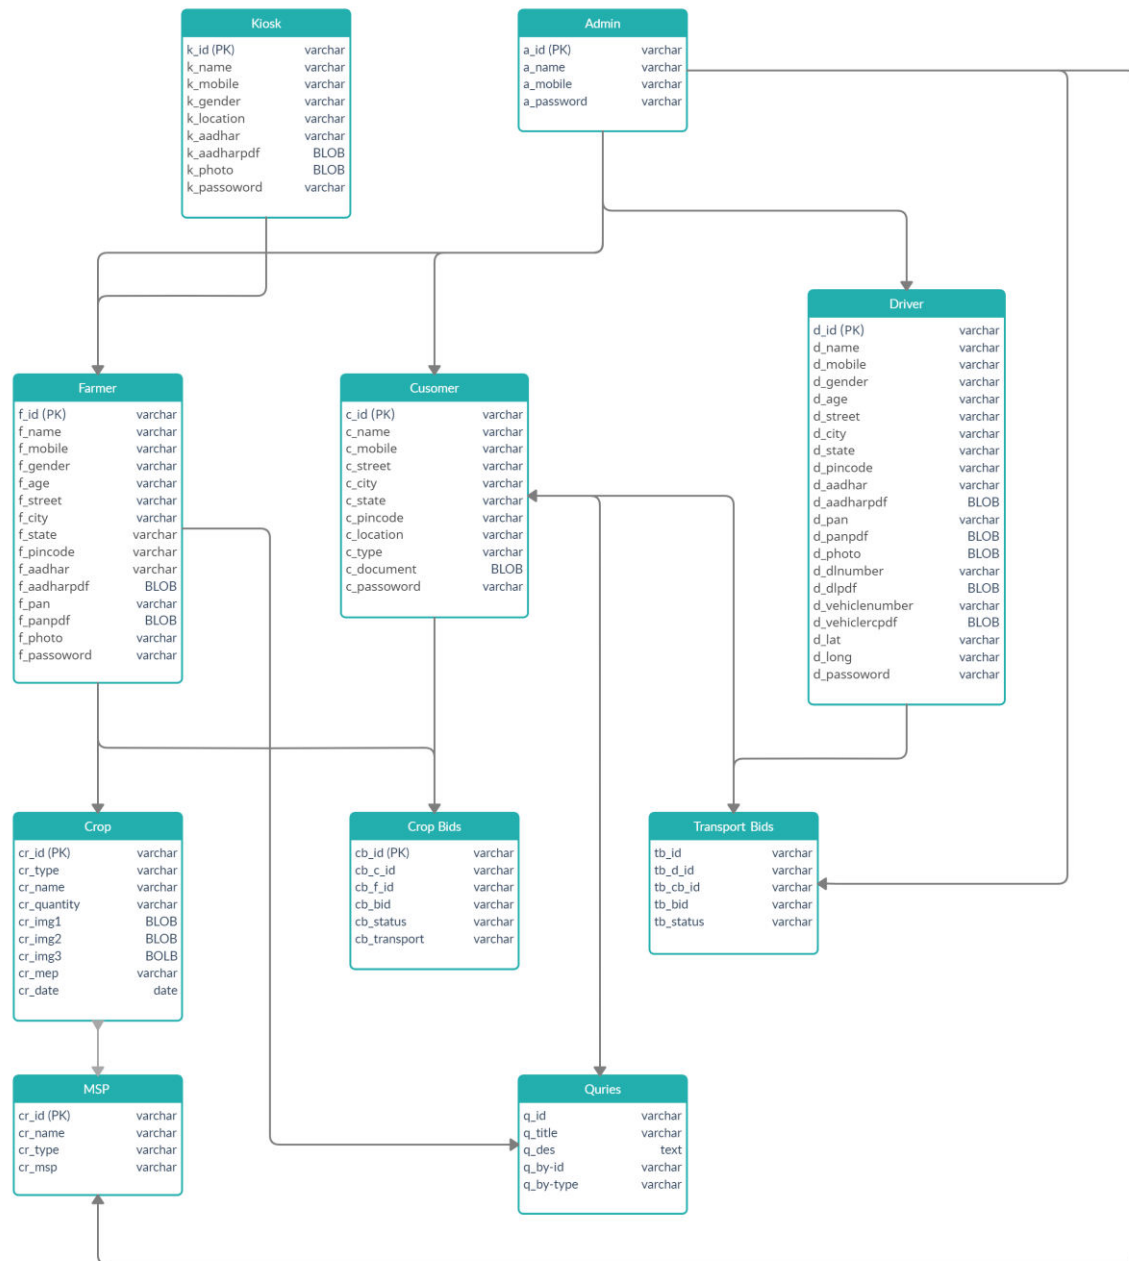 Kiosk
k_id (PK) varchar
k_name varchar
k_mobile varchar
k_gender varchar
k_location varchar
k_aadhar varchar
k_aadharpdf BLOB
k_photo BLOB
k_passoword varchar
Admin
a_id (PK) varchar
a_name varchar
a_mobile varchar
a_password varchar
Driver
d_id (PK) varchar
d_name varchar
d_mobile varchar
d_gender varchar
d_age varchar
d_street varchar
d_city varchar
d_state varchar
d_pincode varchar
d_aadhar varchar
d_aadharpdf BLOB
d_pan varchar
d_panpdf BLOB
d_photo BLOB
d_dlnumber varchar
d_dlpdf BLOB
d_vehiclenumber varchar
d_vehiclercpdf BLOB
d_lat varchar
d_long varchar
d_passoword varchar
Farmer
f_id (PK) varchar
f_name varchar
f_mobile varchar
f_gender varchar
f_age varchar
f_street varchar
f_city varchar
f_state varchar
f_pincode varchar
f_aadhar varchar
f_aadharpdf BLOB
f_pan varchar
f_panpdf BLOB
f_photo varchar
f_passoword varchar
Cusomer
c_id (PK) varchar
c_name varchar
c_mobile varchar
c_street varchar
c_city varchar
c_state varchar
c_pincode varchar
c_location varchar
c_type varchar
c_document BLOB
c_passoword varchar
Crop
cr_id (PK) varchar
cr_type varchar
cr_name varchar
cr_quantity varchar
cr_img1 BLOB
cr_img2 BLOB
cr_img3 BOLB
cr_mep varchar
cr_date date
Crop Bids
cb_id (PK) varchar
cb_c_id varchar
cb_f_id varchar
cb_bid varchar
cb_status varchar
cb_transport varchar
Transport Bids
tb_id varchar
tb_d_id varchar
tb_cb_id varchar
tb_bid varchar
tb_status varchar
MSP
cr_id (PK) varchar
cr_name varchar
cr_type varchar
cr_msp varchar
Quries
q_id varchar
q_title varchar
q_des text
q_by-id varchar
q_by-type varchar